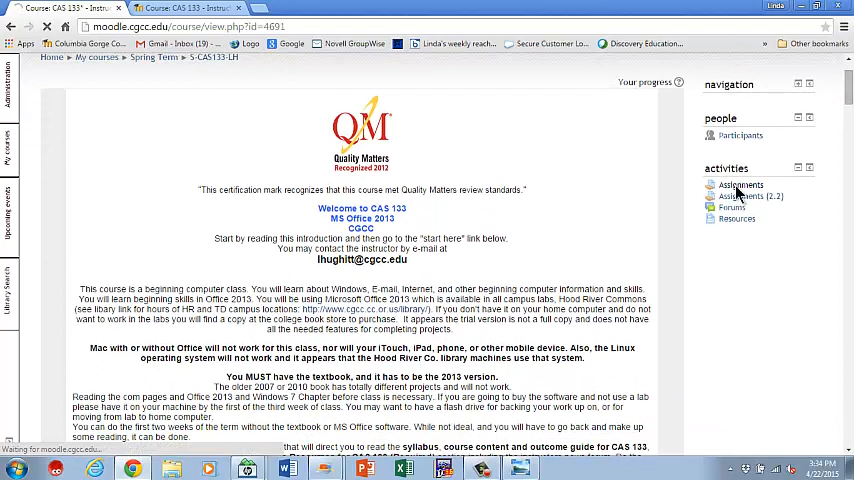 Linda
Course: CAS 133*- Instruc
Course: CAS 133 - Instruct
moodle.cgcc.edu/course/view.php?id=4691
Columbia Gorge Co...
Gmail - Inbox (19) - ...
Logo
Google
Novell GroupWise
Linda's weekly reach...
Secure Customer Lo...
Discovery Education...
»
Other bookmarks
Home
My courses
Spring Term
S-CAS133-LH
Your progress
Administration
My courses
Upcoming events
Library Search
QM
Quality Matters
Recognized 2012
"This certification mark recognizes that this course met Quality Matters review standards."
Welcome to CAS 133
MS Office 2013
CGCC
Start by reading this introduction and then go to the "start here" link below.
You may contact the instructor by e-mail at
lhughitt@cgcc.edu
This course is a beginning computer class. You will learn about Windows, E-mail, Internet, and other beginning computer information and skills.
You will learn beginning skills in Office 2013. You will be using Microsoft Office 2013 which is available in all campus labs, Hood River Commons
(see libary link for hours of HR and TD campus locations: http://www.cgcc.cc.or.us/library/). If you don't have it on your home computer and do not
want to work in the labs you will find a copy at the college book store to purchase. It appears the trial version is not a full copy and does not have
all the needed features for completing projects.
Mac with or without Office will not work for this class, nor will your iTouch, iPad, phone, or other mobile device. Also, the Linux
operating system will not work and it appears that the Hood River Co. library machines use that system.
You MUST have the textbook, and it has to be the 2013 version.
The older 2007 or 2010 book has totally different projects and will not work.
Reading the com pages and Office 2013 and Windows 7 Chapter before class is necessary. If you are going to buy the software and not use a lab
please have it on your machine by the first of the third week of class. You may want to have a flash drive for backing your work up on, or for
moving from lab to home computer.
You can do the first two weeks of the term without the textbook or MS Office software. While not ideal, and you will have to go back and make up
some reading, it can be done.
that will direct you to read the syllabus, course content and outcome guide for CAS 133,
navigation
people
Participants
activities
Assignments
Assignments (2.2)
Forums
Resources
Waiting for moodle.cgcc.edu...
3:34 PM
4/22/2015